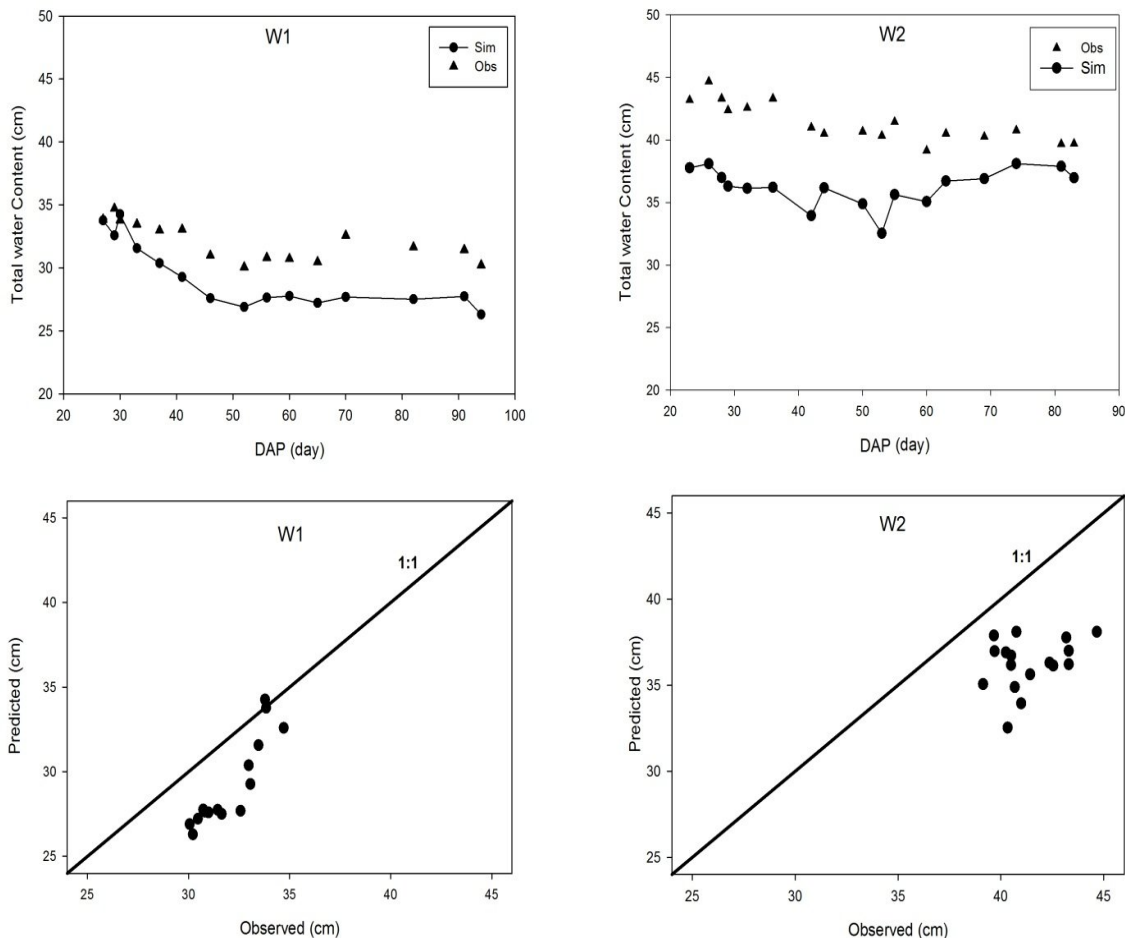 W1
Sim
Obs
Total water Content (cm)
50
45
40
35
30
25
20
20 30 40 50 60 70 80 90 100
DAP (day)
W2
Obs
Sim
Total water Content (cm)
50
45
40
35
30
25
20
20 30 40 50 60 70 80 90
DAP (day)
W1
1:1
Predicted (cm)
45
40
35
30
25
25 30 35 40 45
Observed (cm)
W2
1:1
Predicted (cm)
45
40
35
30
25
25 30 35 40 45
Observed (cm)